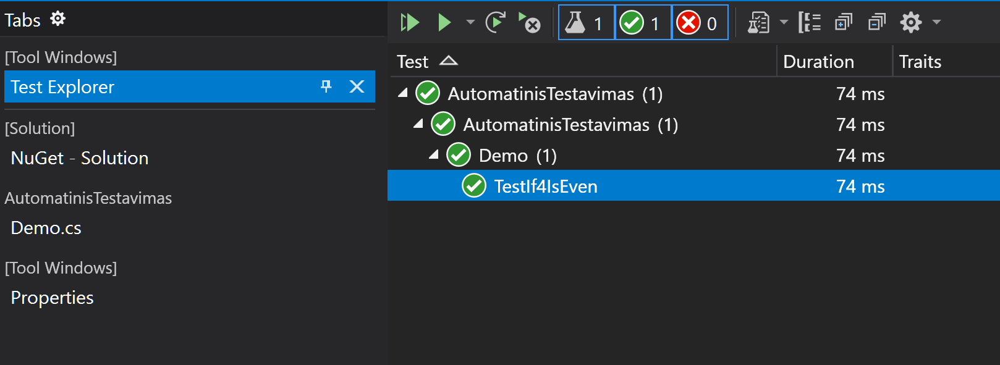 Tabs
[Tool Windows]
Test Explorer
[Solution]
NuGet - Solution
AutomatinisTestavimas
Demo.cs
[Tool Windows]
Properties
1 1 0
Test Duration Traits
AutomatinisTestavimas (1) 74 ms
AutomatinisTestavimas (1) 74 ms
Demo (1) 74 ms
TestIf4IsEven 74 ms